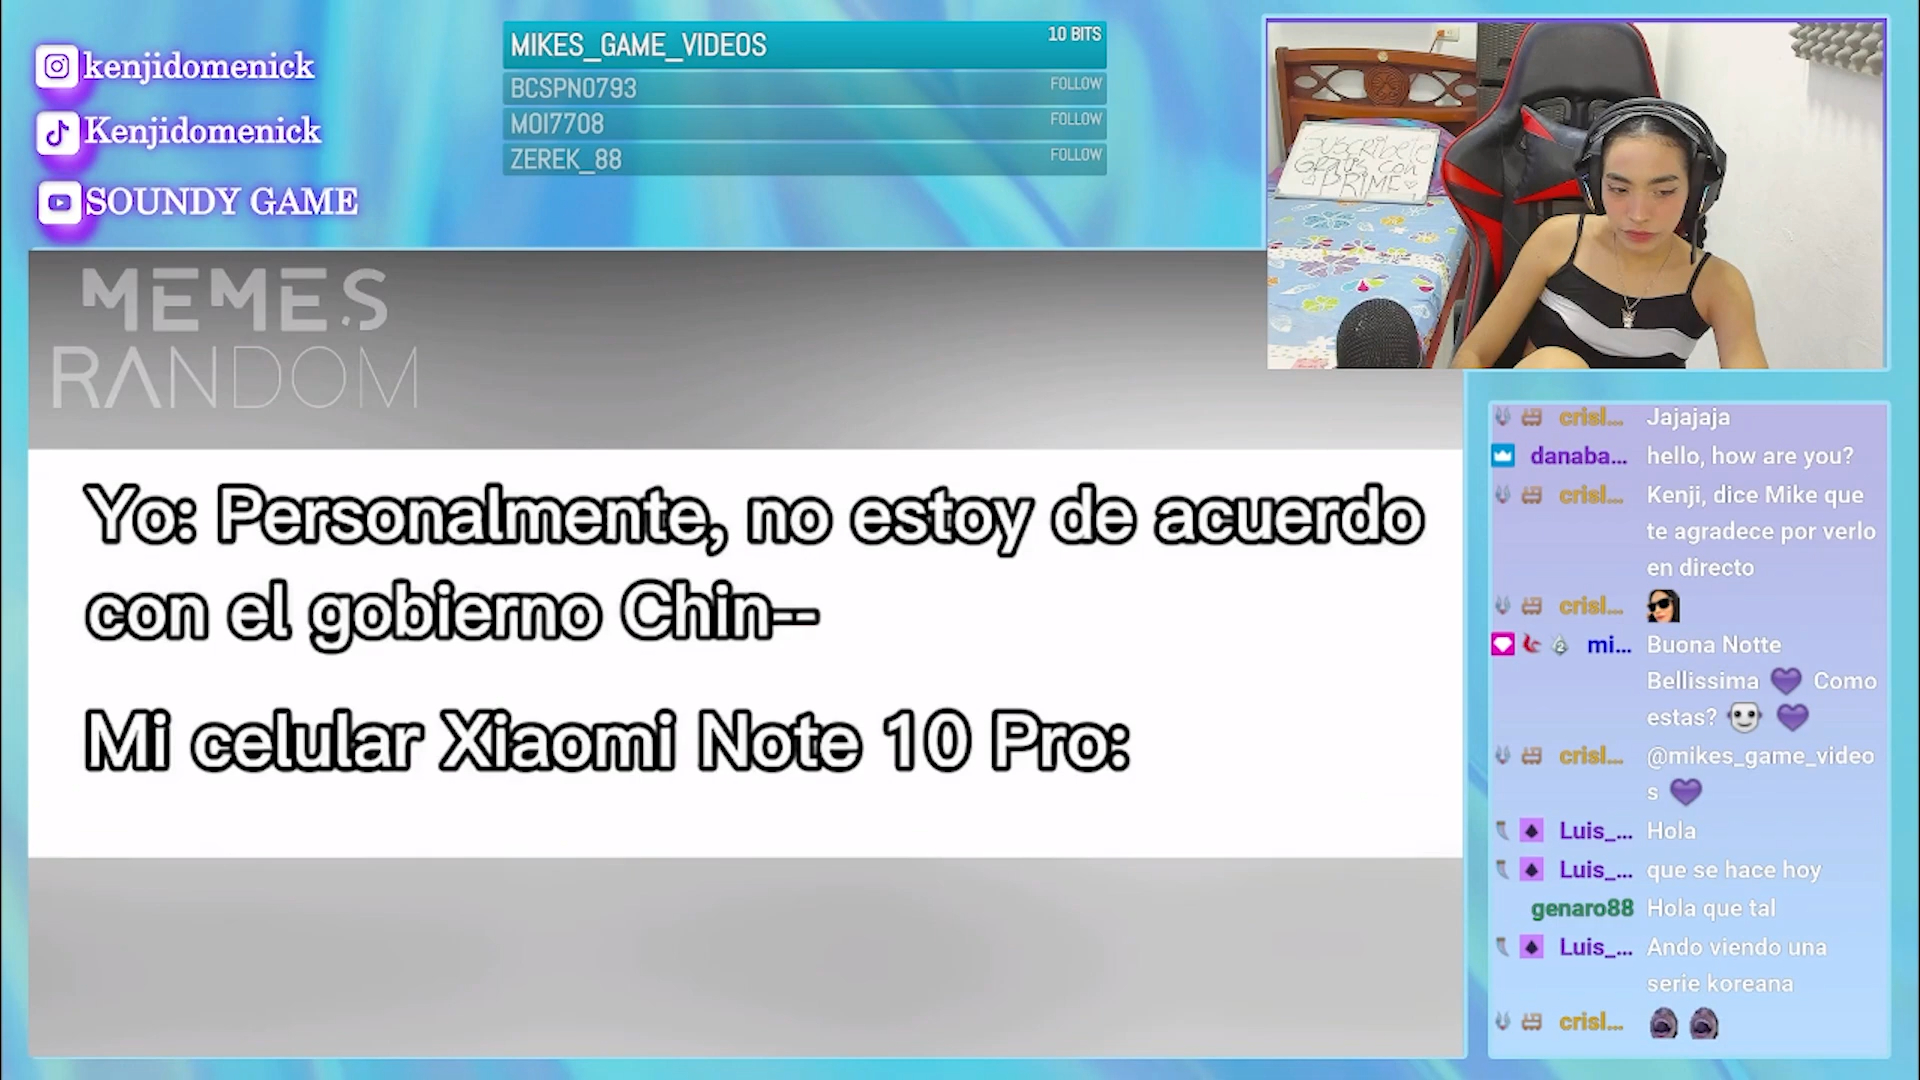 kenjidomenick
Kenjidomenick
SOUNDY GAME
MIKES_GAME_VIDEOS 10 BITS
BCSPN0793 FOLLOW
MOI7708 FOLLOW
ZEREK_88 FOLLOW
SUSCRIBETE
GRATIS CON
PRIME
MEMES
RANDOM
Yo: Personalmente, no estoy de acuerdo
con el gobierno Chin--
Mi celular Xiaomi Note 10 Pro:
crisl... Jajajaja
danaba... hello, how are you?
crisl... Kenji, dice Mike que
te agradece por verlo
en directo
crisl...
mi... Buona Notte
Bellissima 💜 Como
estas? 💜
crisl... @mikes_game_video
s 💜
Luis_... Hola
Luis_... que se hace hoy
genaro88 Hola que tal
Luis_... Ando viendo una
serie koreana
crisl...